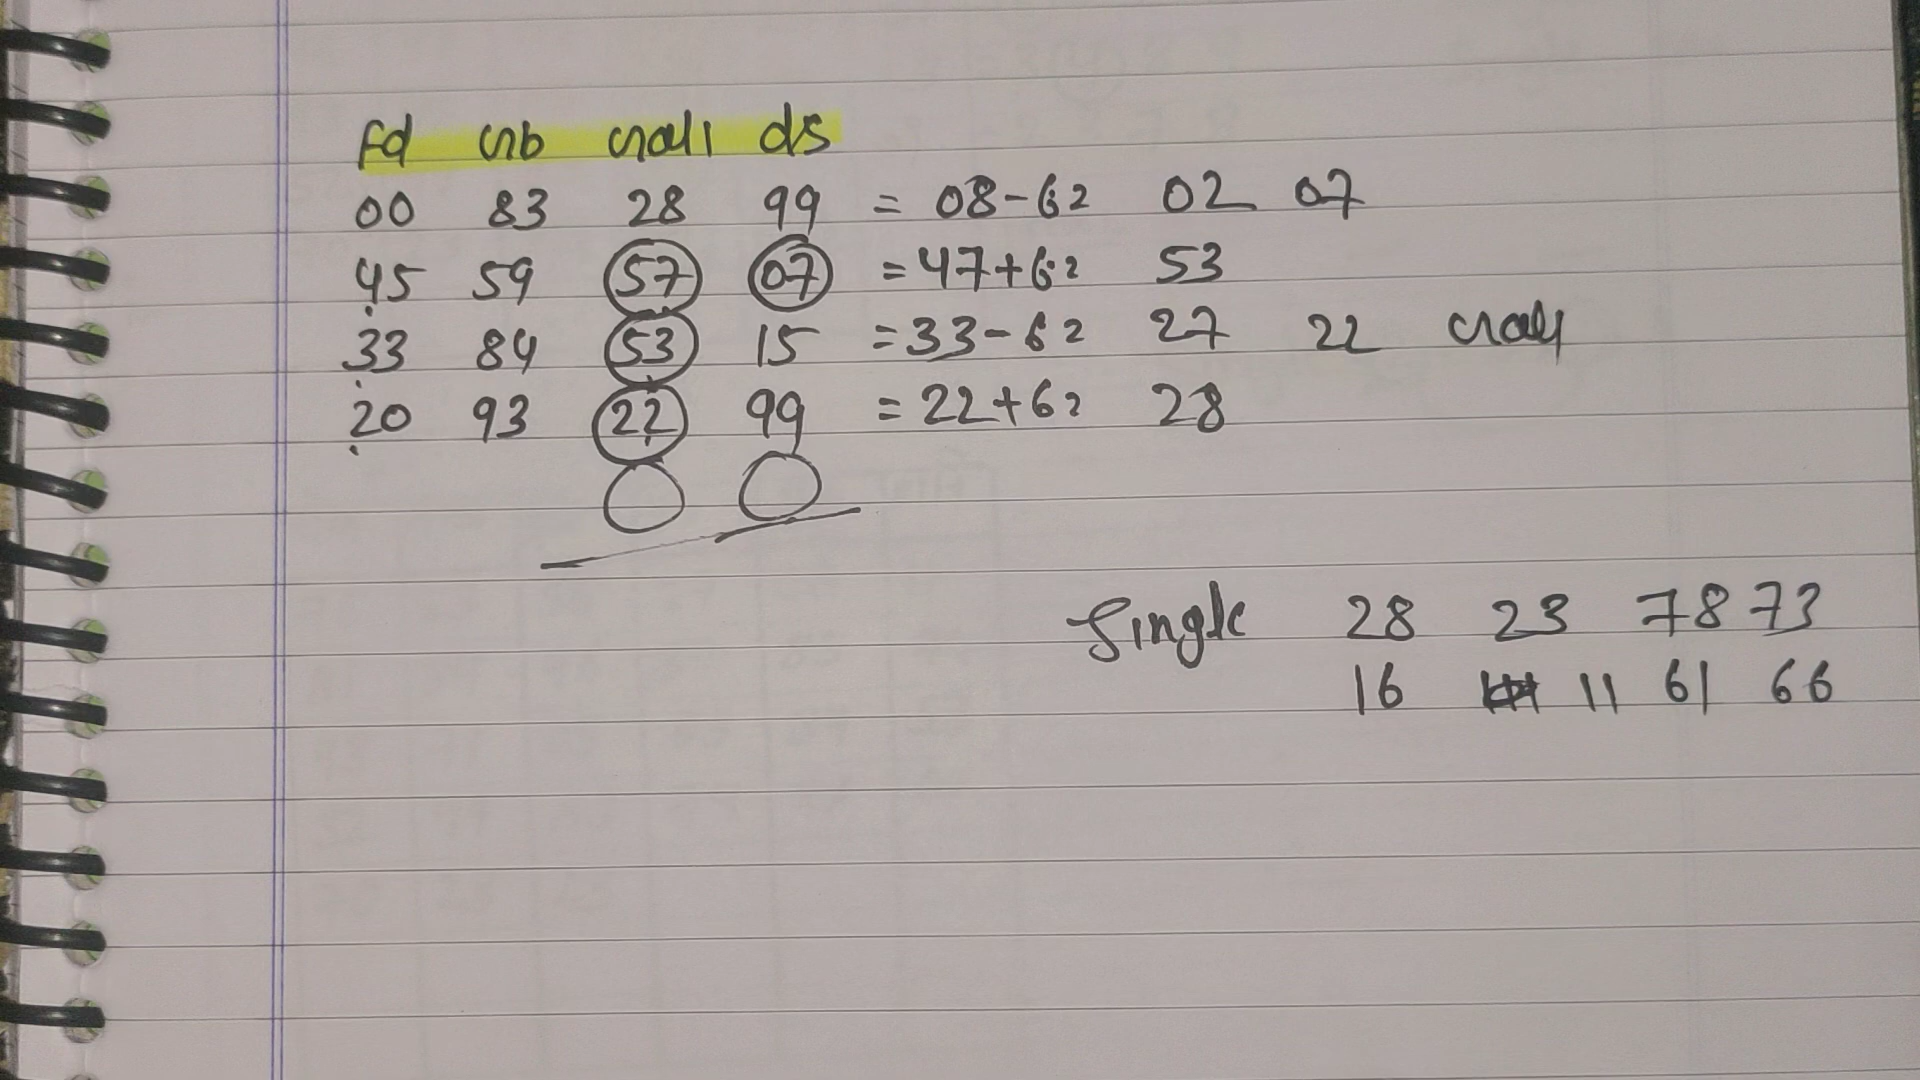 Fd Gb Gali ds
00 83 28 99 = 08-62 02 07
45 59 57 07 = 47+62 53
33 84 53 15 = 33-62 27 22 Gali
20 93 22 99 = 22+62 28
Single 28 23 78 73
16 11 61 66